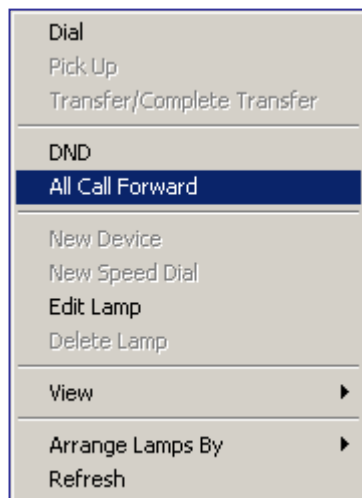 Dial
Pick Up
Transfer/Complete Transfer
DND
All Call Forward
New Device
New Speed Dial
Edit Lamp
Delete Lamp
View
Arrange Lamps By
Refresh